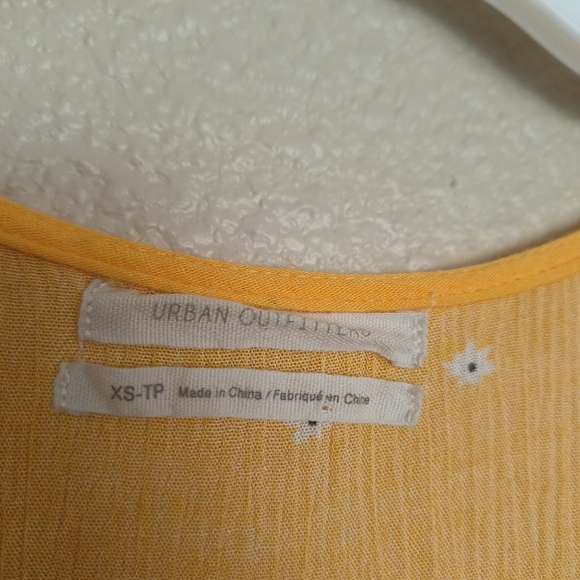 URBAN OUTFITTERS
XS-TP Made in China / Fabriqué en Chine